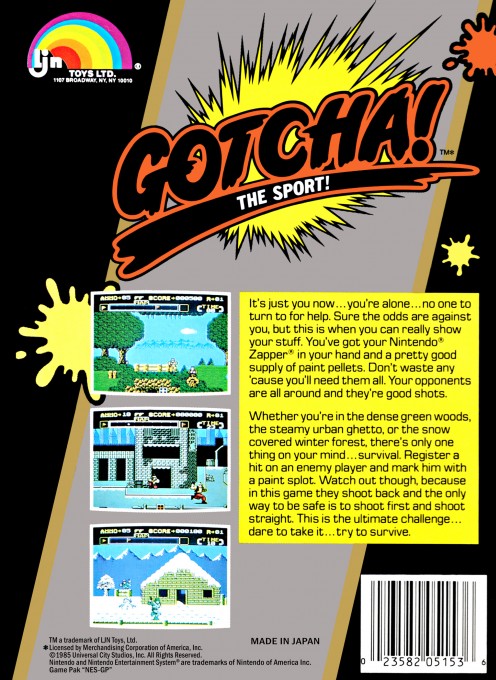 LJN
TOYS LTD.
1107 BROADWAY, NY, NY 10010
GOTCHA!
TM*
THE SPORT!
It's just you now...you're alone...no one to
turn to for help. Sure the odds are against
you, but this is when you can really show
your stuff. You've got your Nintendo®
Zapper® in your hand and a pretty good
supply of paint pellets. Don't waste any
'cause you'll need them all. Your opponents
are all around and they're good shots.
Whether you're in the dense green woods,
the steamy urban ghetto, or the snow
covered winter forest, there's only one
thing on your mind...survival. Register a
hit on an enemy player and mark him with
a paint splot. Watch out though, because
in this game they shoot back and the only
way to be safe is to shoot first and shoot
straight. This is the ultimate challenge...
dare to take it...try to survive.
TM a trademark of LJN Toys, Ltd.
*Licensed by Merchandising Corporation of America, Inc.
©1985 Universal City Studios, Inc. All Rights Reserved.
Nintendo and Nintendo Entertainment System® are trademarks of Nintendo of America Inc.
Game Pak "NES-GP"
MADE IN JAPAN
0 23582 05153 6